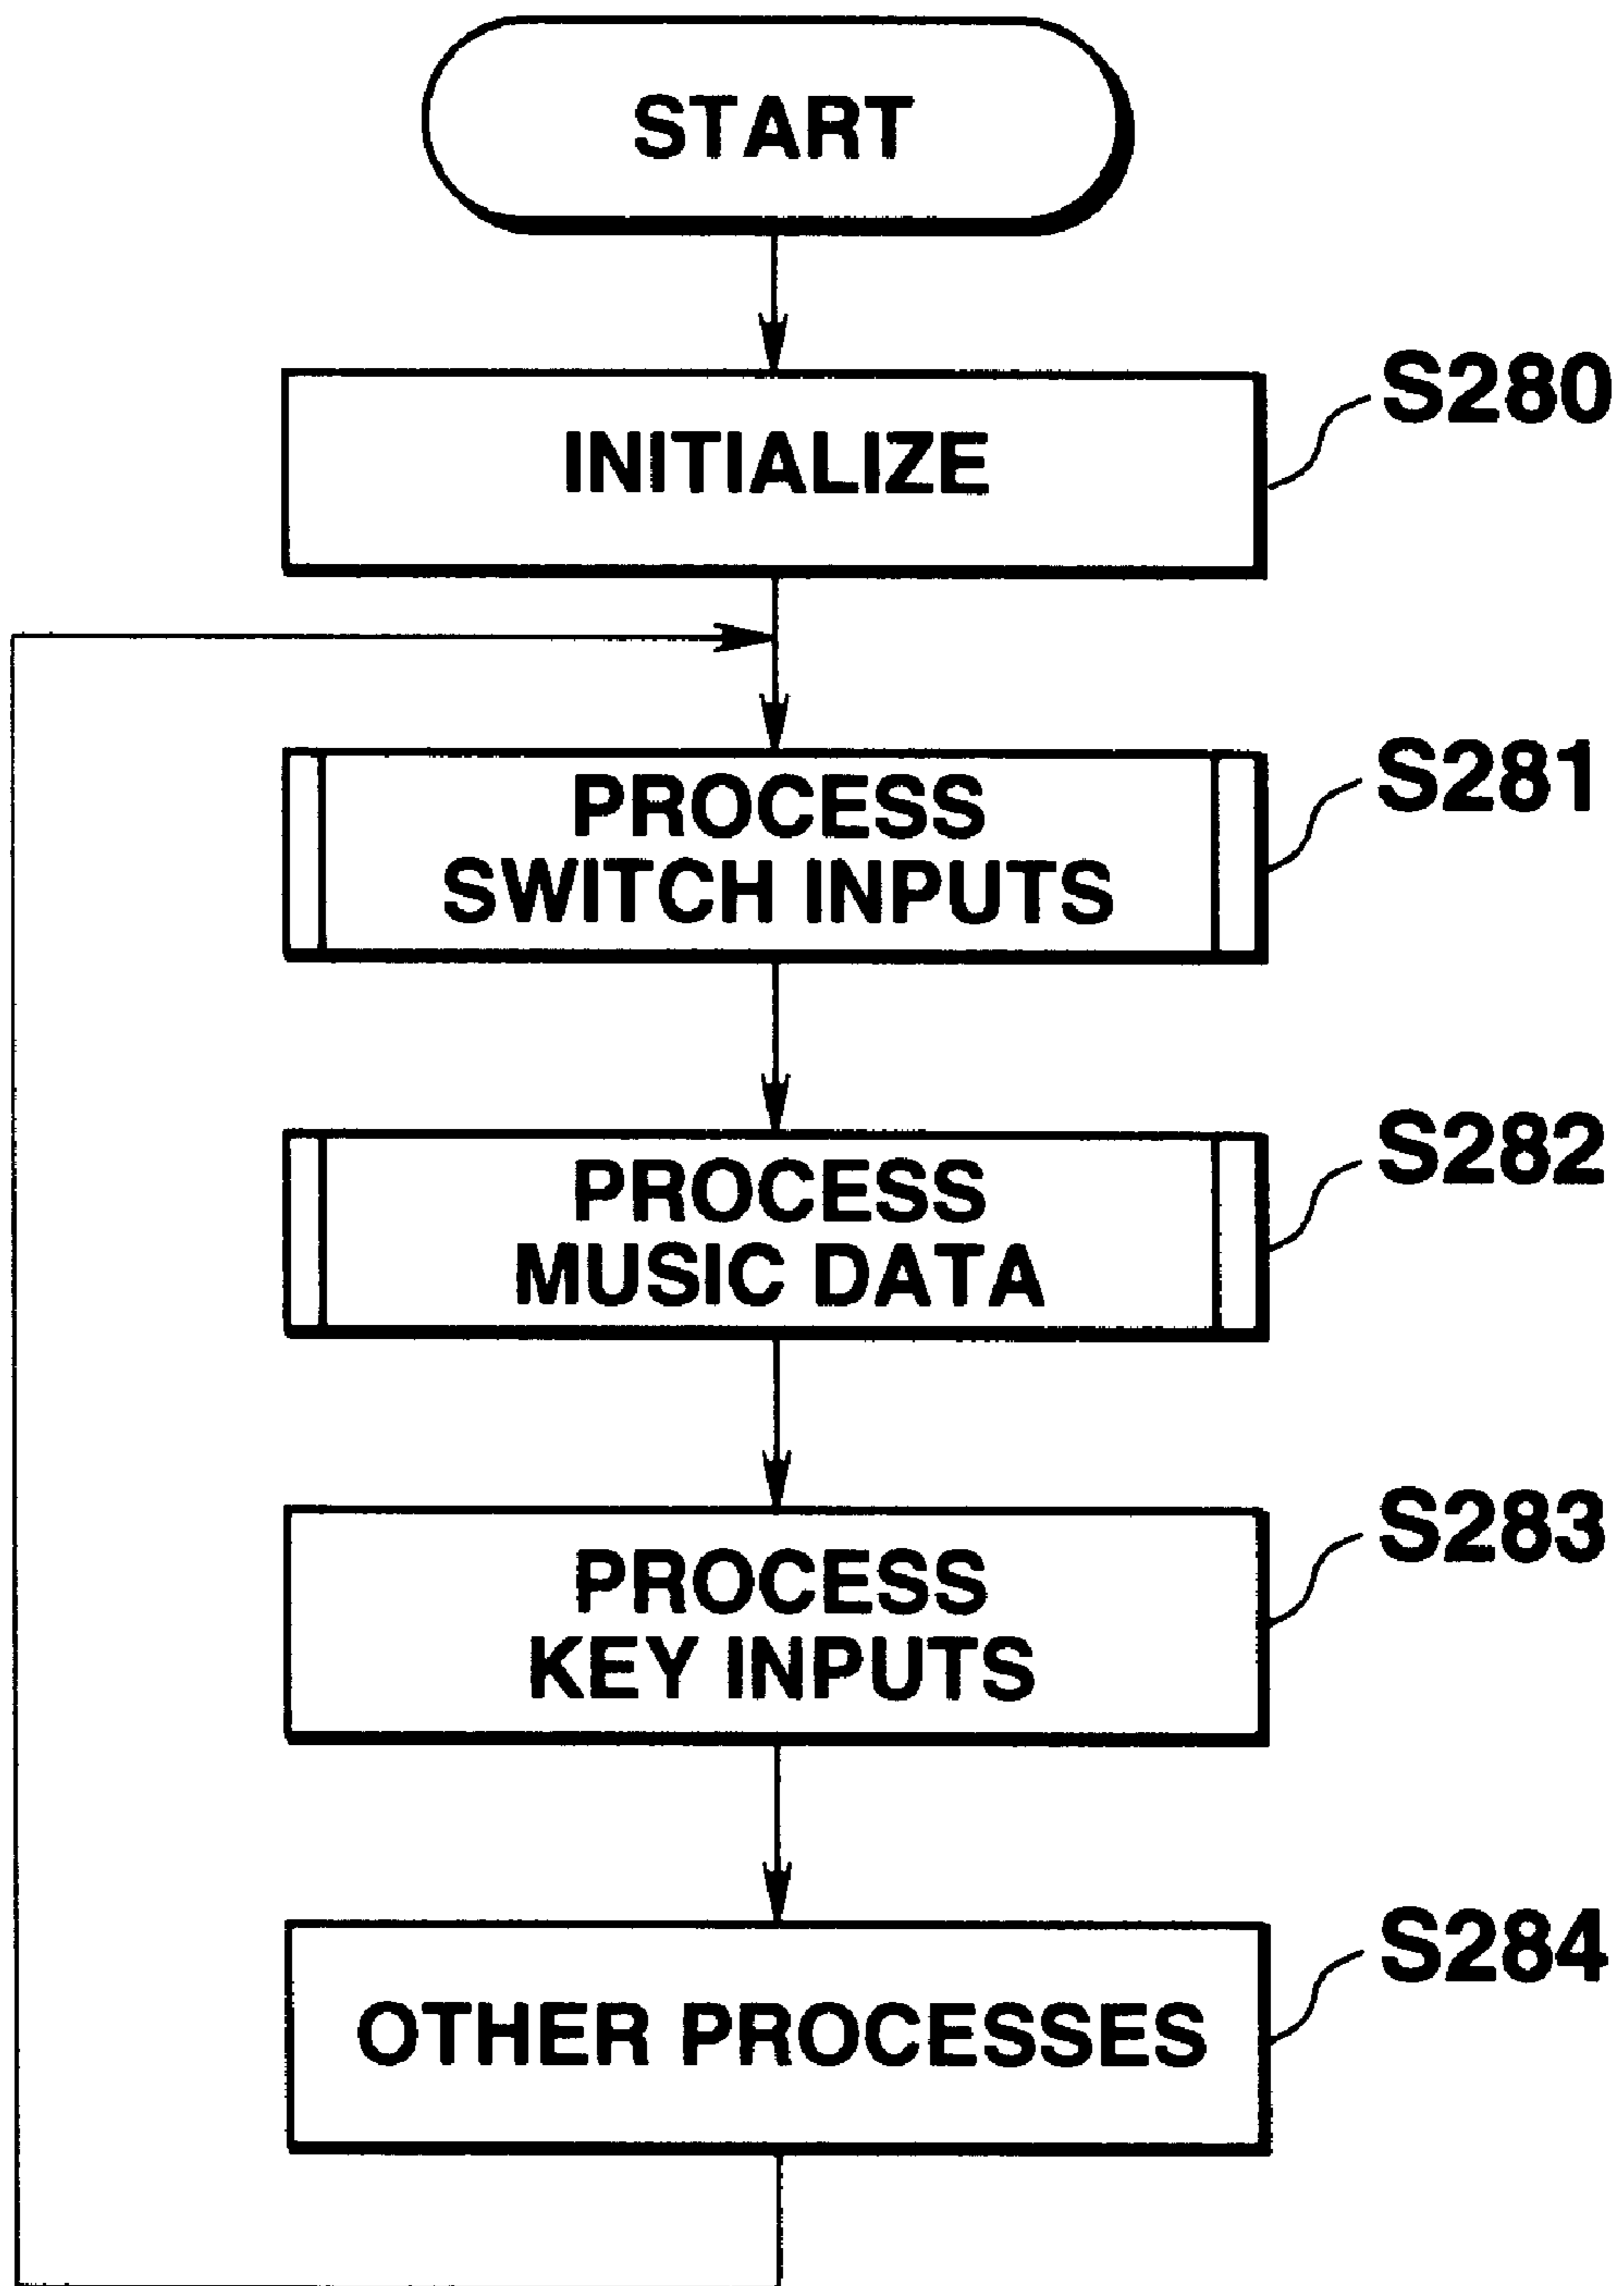 START
INITIALIZE
S280
PROCESS
SWITCH INPUTS
S281
PROCESS
MUSIC DATA
S282
PROCESS
KEY INPUTS
S283
OTHER PROCESSES
S284